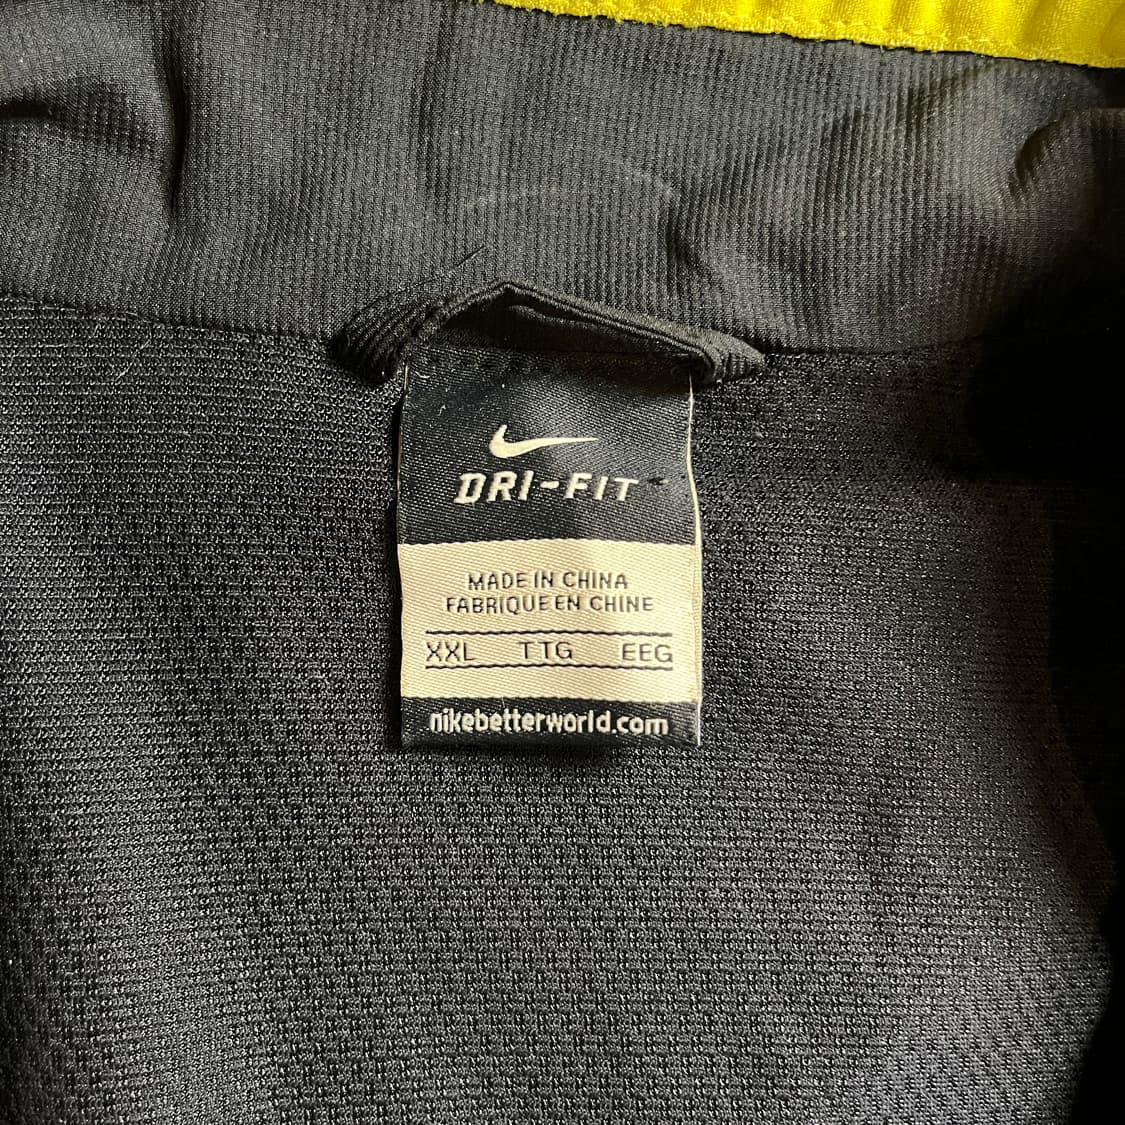 DRI-FIT
MADE IN CHINA
FABRIQUE EN CHINE
XXL TTG EEG
nikebetterworld.com